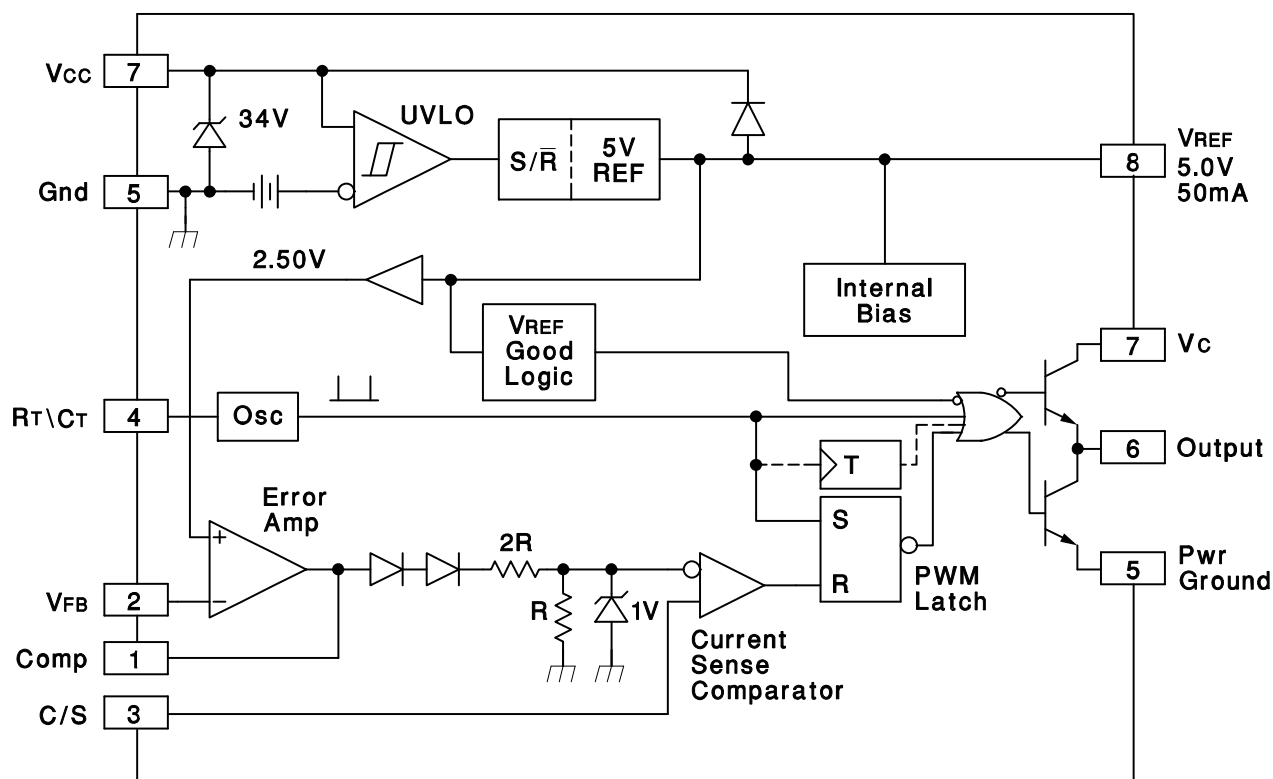 VCC
7
34V
UVLO
S/R̅
5V
REF
VREF
5.0V
50mA
8
Gnd
5
2.50V
Internal
Bias
VREF
Good
Logic
7
VC
RT\CT
4
Osc
6
Output
T
Error
Amp
+
−
S
R
PWM
Latch
2R
R
1V
5
Pwr
Ground
VFB
2
Comp
1
Current
Sense
Comparator
C/S
3